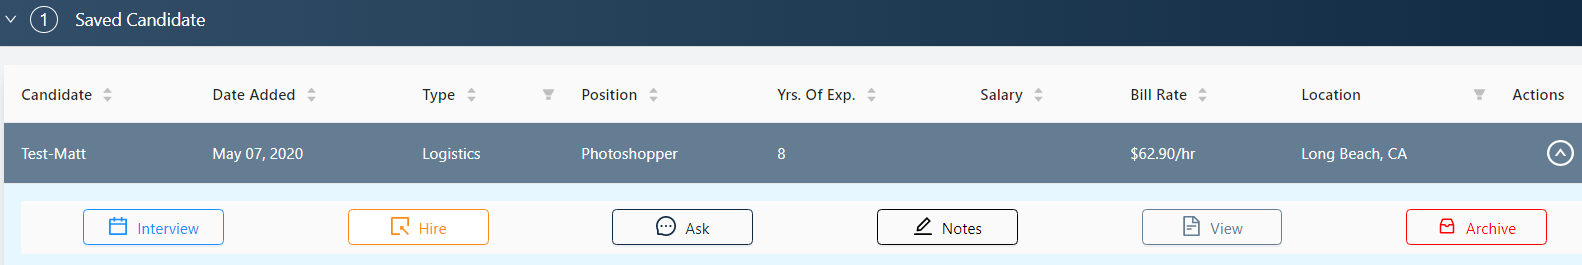 1 Saved Candidate
Candidate Date Added Type Position Yrs. Of Exp. Salary Bill Rate Location Actions
Test-Matt May 07, 2020 Logistics Photoshopper 8 $62.90/hr Long Beach, CA
Interview Hire Ask Notes View Archive